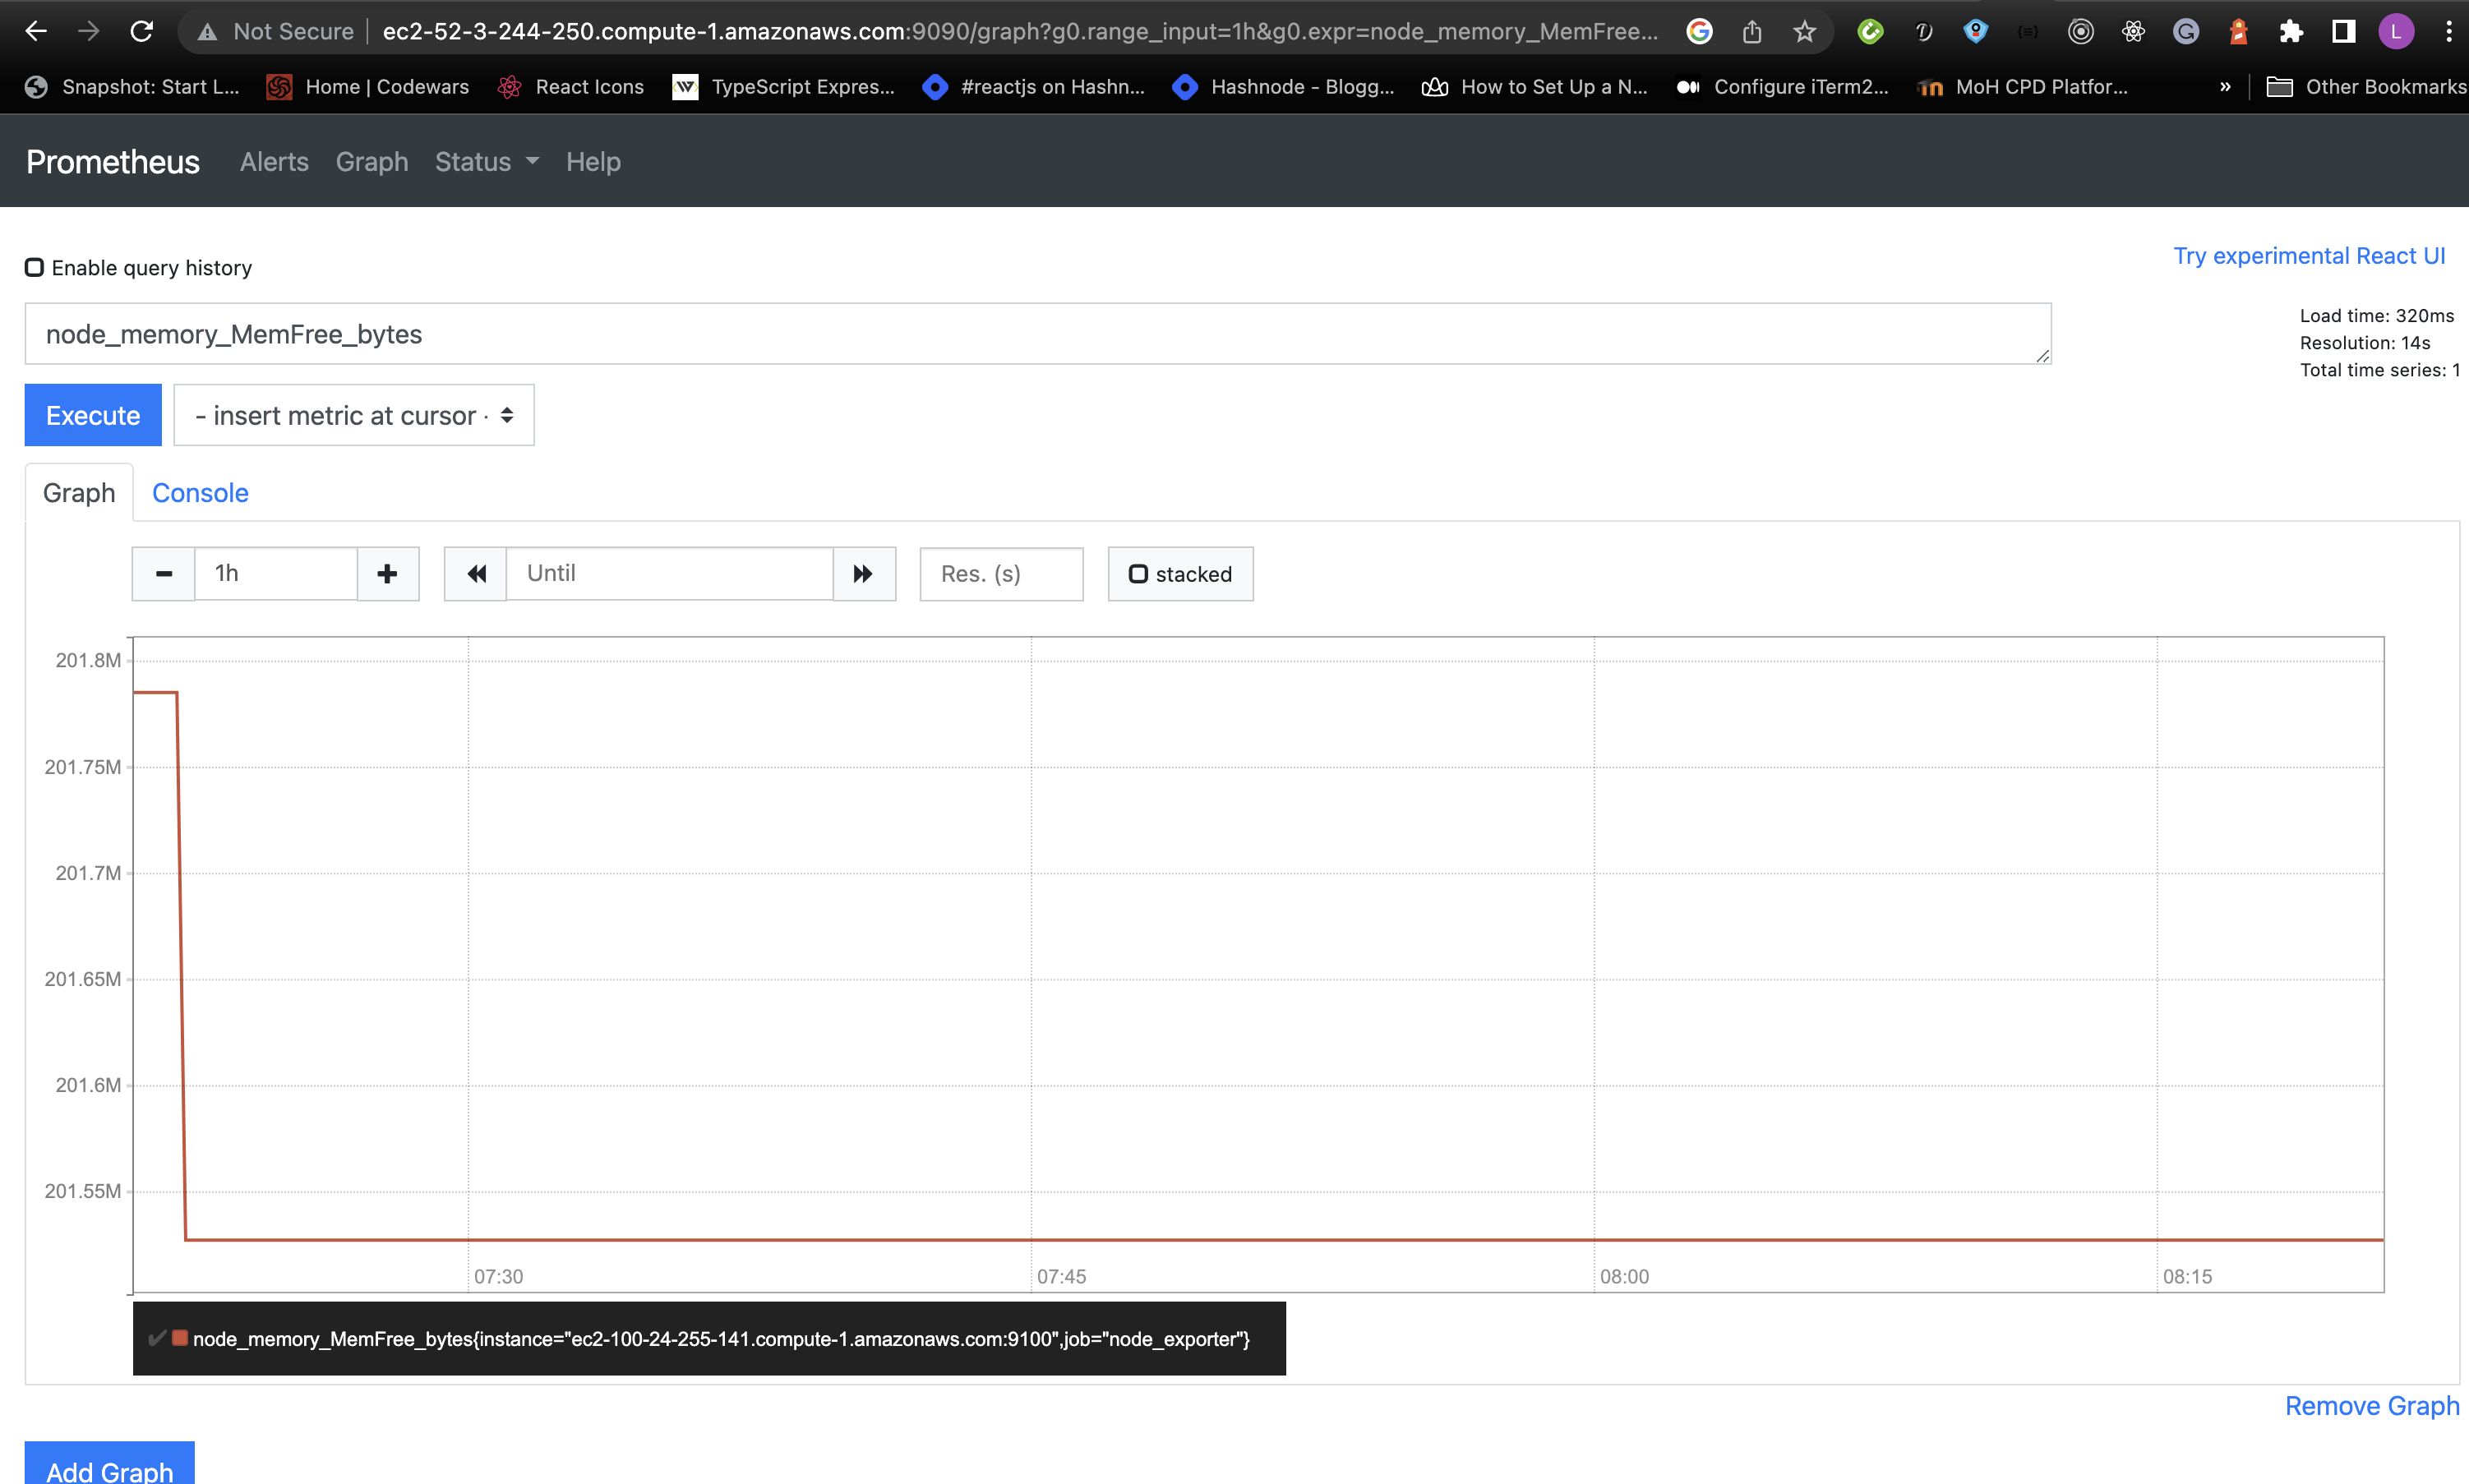 Not Secure ec2-52-3-244-250.compute-1.amazonaws.com:9090/graph?g0.range_input=1h&g0.expr=node_memory_MemFree... L
Snapshot: Start L... Home | Codewars React Icons TypeScript Expres... #reactjs on Hashn... Hashnode - Blogg... How to Set Up a N... Configure iTerm2... MoH CPD Platfor... » Other Bookmarks
Prometheus Alerts Graph Status Help
Try experimental React UI
Enable query history
node_memory_MemFree_bytes
Load time: 320ms
Resolution: 14s
Total time series: 1
Execute - insert metric at cursor -
Graph Console
1h Until Res. (s) stacked
201.8M
201.75M
201.7M
201.65M
201.6M
201.55M
07:30 07:45 08:00 08:15
node_memory_MemFree_bytes{instance="ec2-100-24-255-141.compute-1.amazonaws.com:9100",job="node_exporter"}
Remove Graph
Add Graph